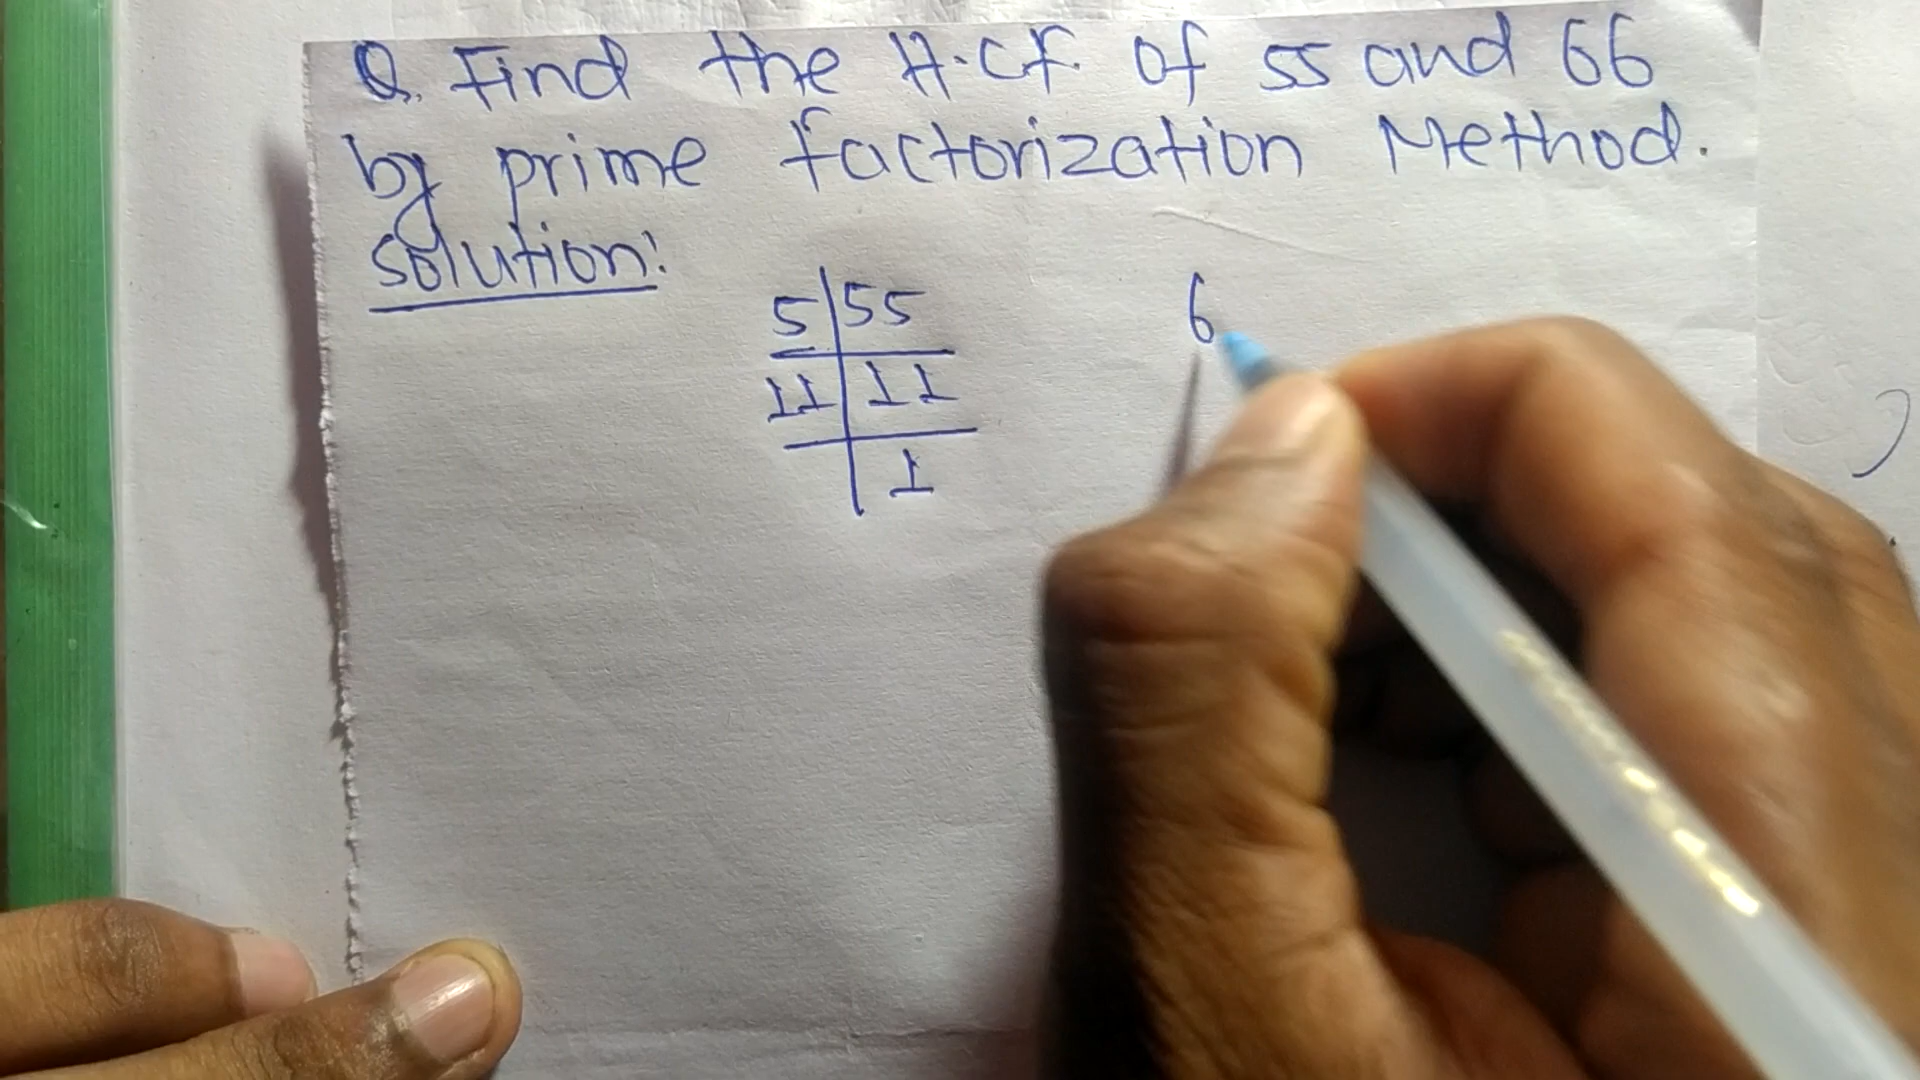 Q. Find the H.C.F. of 55 and 66
by prime factorization Method.
solution:
5 | 55
11 | 11
1
6